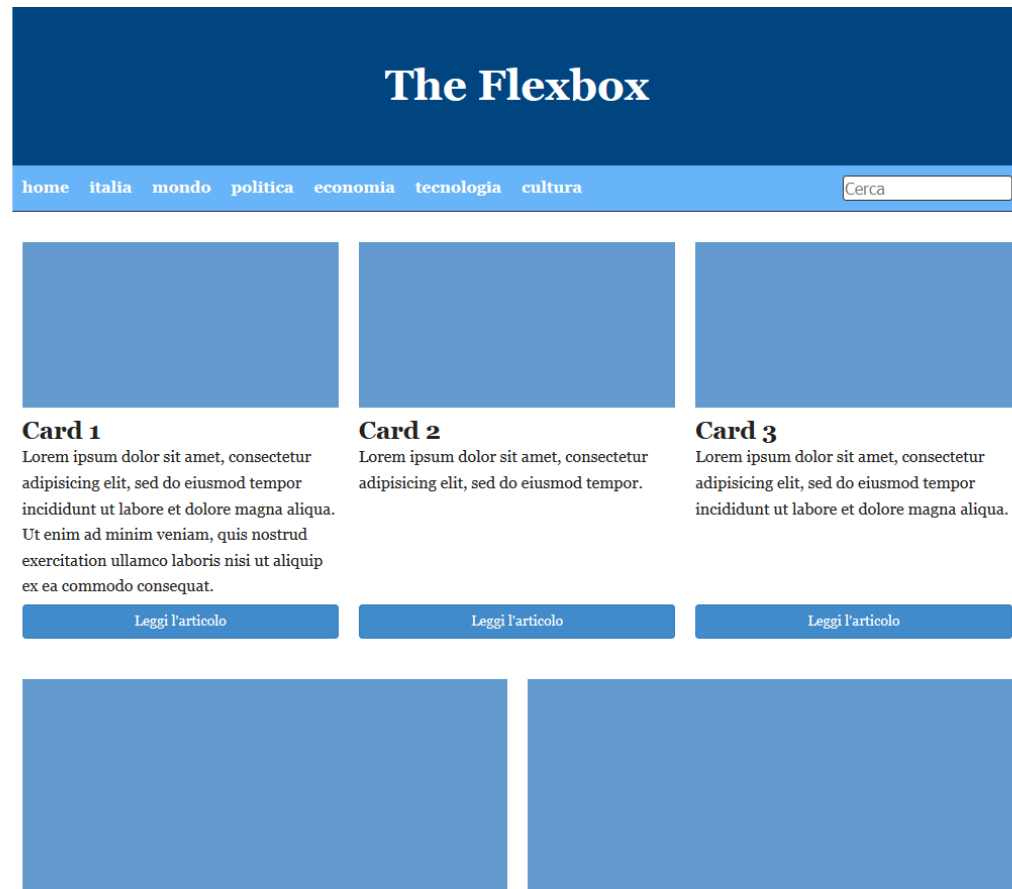 The Flexbox
home italia mondo politica economia tecnologia cultura
Cerca
Card 1
Lorem ipsum dolor sit amet, consectetur
adipisicing elit, sed do eiusmod tempor
incididunt ut labore et dolore magna aliqua.
Ut enim ad minim veniam, quis nostrud
exercitation ullamco laboris nisi ut aliquip
ex ea commodo consequat.
Leggi l'articolo
Card 2
Lorem ipsum dolor sit amet, consectetur
adipisicing elit, sed do eiusmod tempor.
Leggi l'articolo
Card 3
Lorem ipsum dolor sit amet, consectetur
adipisicing elit, sed do eiusmod tempor
incididunt ut labore et dolore magna aliqua.
Leggi l'articolo